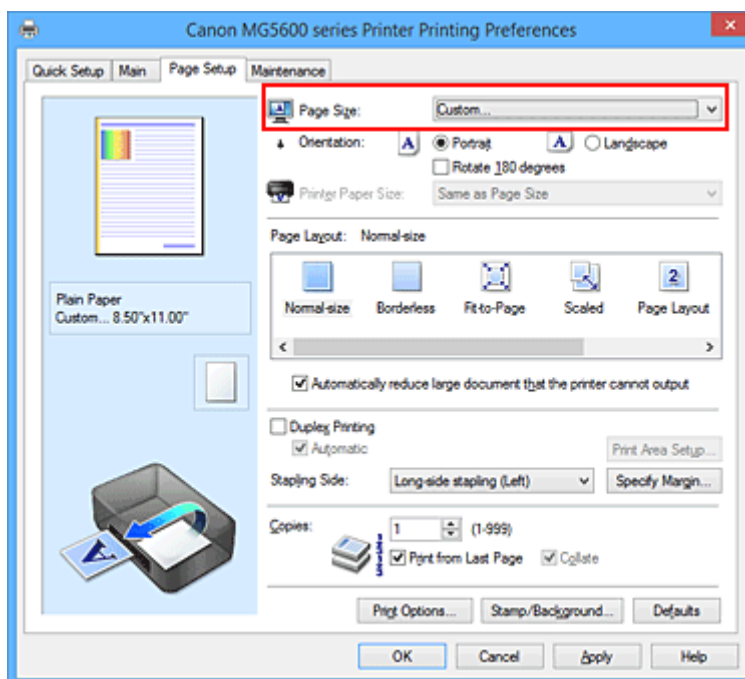 Canon MG5600 series Printer Printing Preferences
Quick Setup Main Page Setup Maintenance
Page Size: Custom...
Orientation: A Portrait A Landscape
Rotate 180 degrees
Printer Paper Size: Same as Page Size
Page Layout: Normal-size
2
Normal-size Borderless Fit-to-Page Scaled Page Layout
Plain Paper
Custom... 8.50"x11.00"
Automatically reduce large document that the printer cannot output
Duplex Printing
Automatic Print Area Setup...
Stapling Side: Long-side stapling (Left) Specify Margin...
Copies: 1 (1-999)
Print from Last Page Collate
A
Print Options... Stamp/Background... Defaults
OK Cancel Apply Help